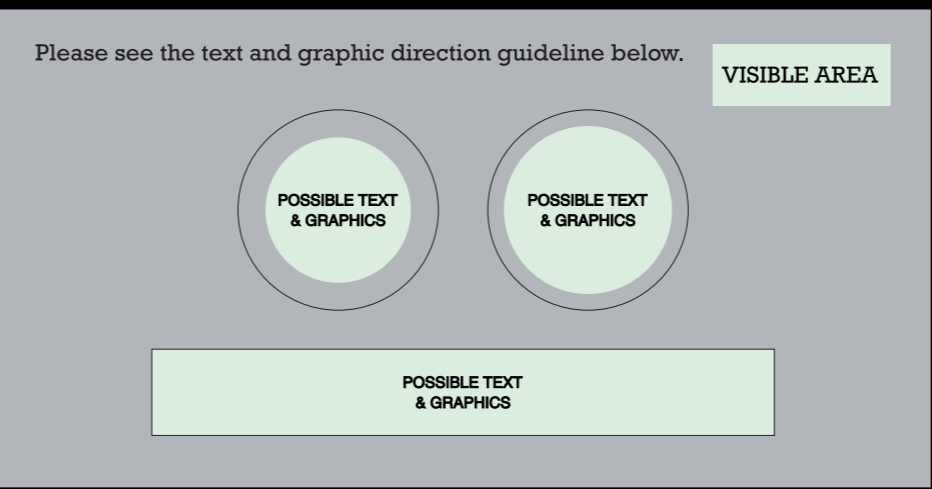 Please see the text and graphic direction guideline below.
VISIBLE AREA
POSSIBLE TEXT
& GRAPHICS
POSSIBLE TEXT
& GRAPHICS
POSSIBLE TEXT
& GRAPHICS